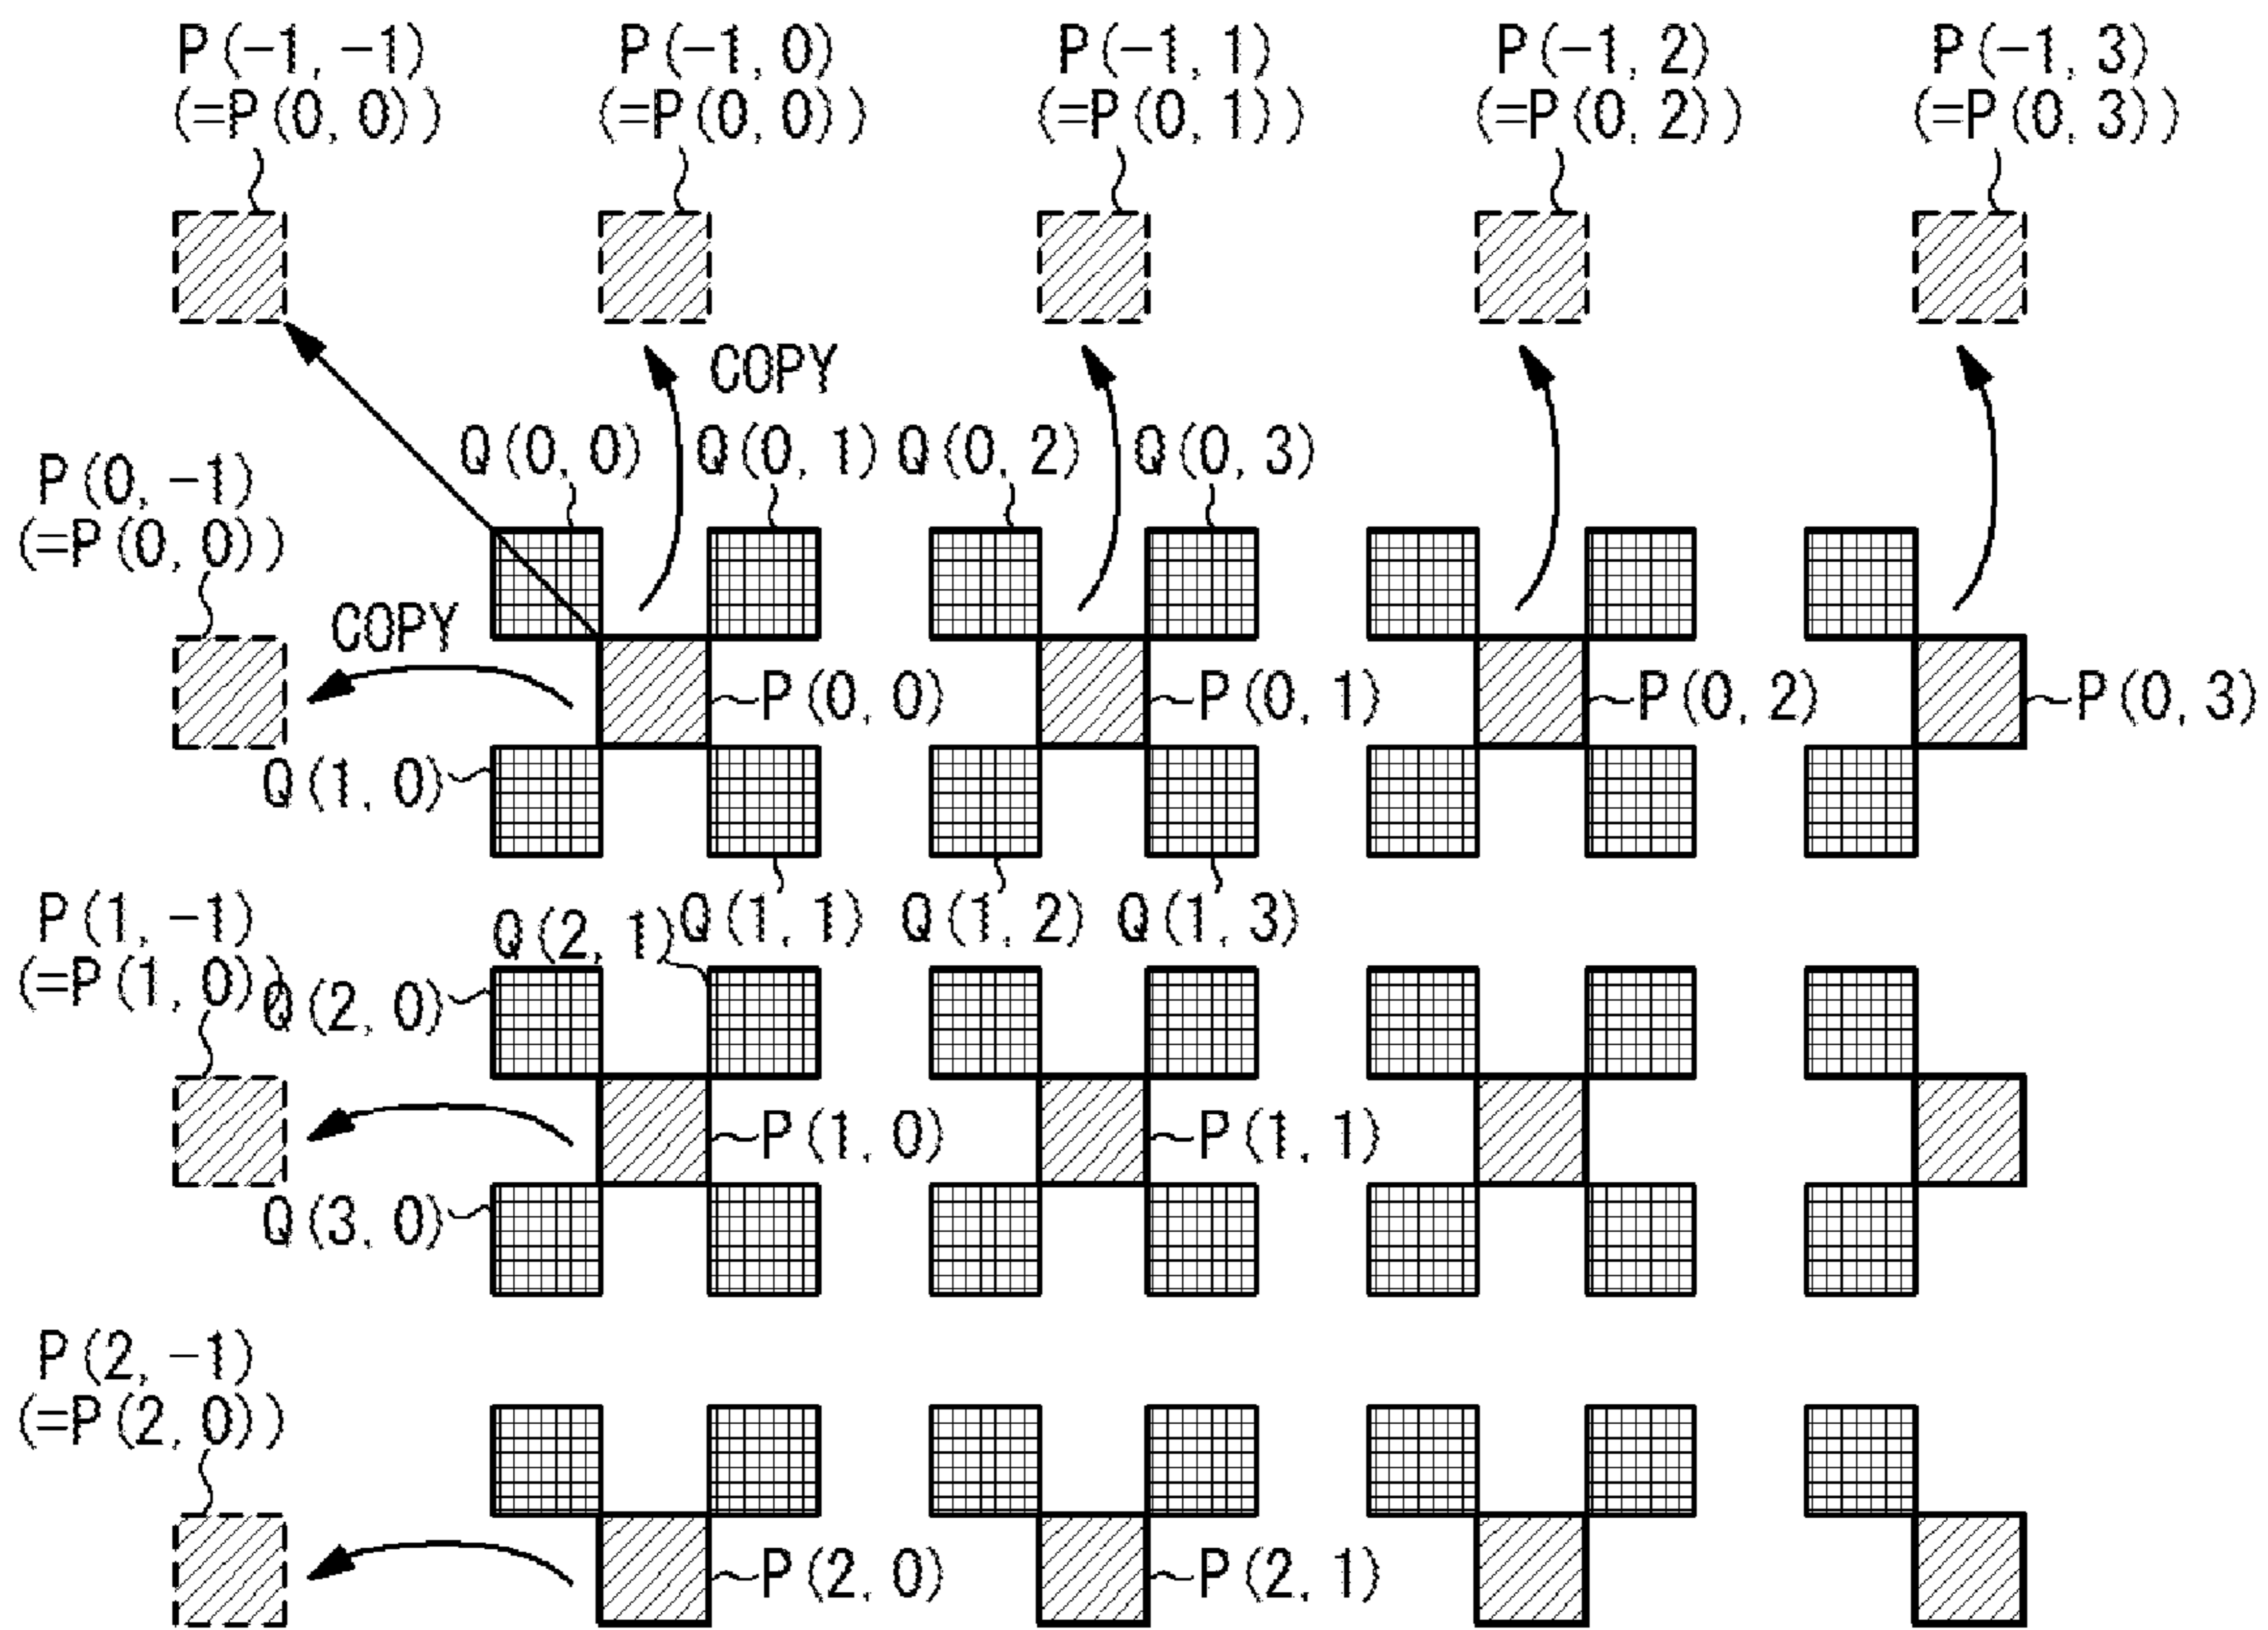 P(-1, -1)
(=P(0, 0))
P(-1, 0)
(=P(0, 0))
P(-1, 1)
(=P(0, 1))
P(-1, 2)
(=P(0, 2))
P(-1, 3)
(=P(0, 3))
COPY
Q(0, 0)
Q(0, 1)
Q(0, 2)
Q(0, 3)
P(0, -1)
(=P(0, 0))
COPY
P(0, 0)
P(0, 1)
P(0, 2)
P(0, 3)
Q(1, 0)
Q(1, 1)
Q(1, 2)
Q(1, 3)
P(1, -1)
(=P(1, 0))
Q(2, 1)
Q(2, 0)
P(1, 0)
P(1, 1)
Q(3, 0)
P(2, -1)
(=P(2, 0))
P(2, 0)
P(2, 1)